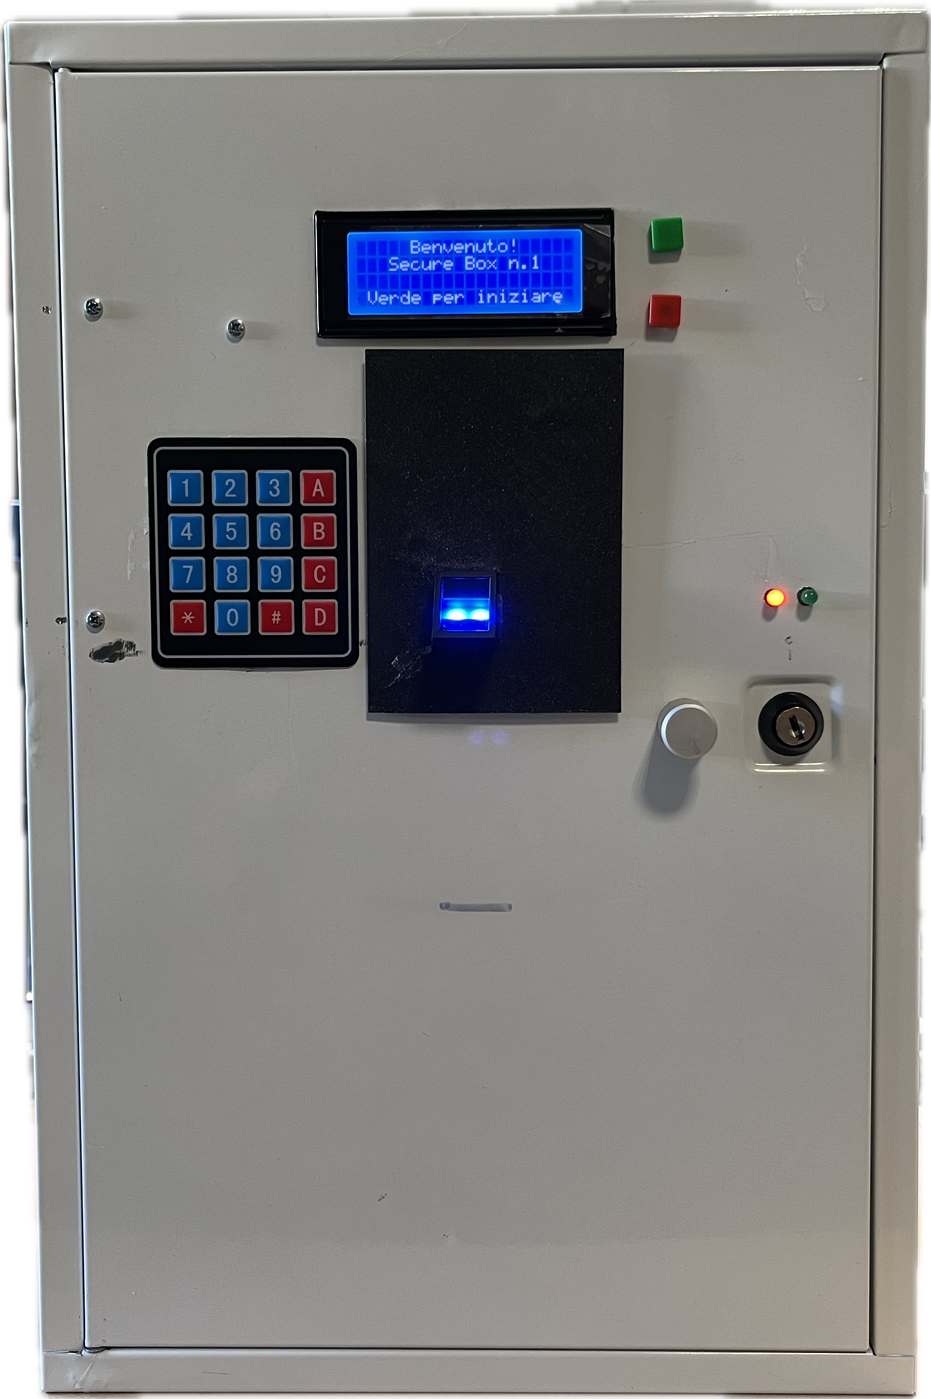 Benvenuto!
Secure Box n.1
Verde per iniziare
1 2 3 A
4 5 6 B
7 8 9 C
* 0 # D